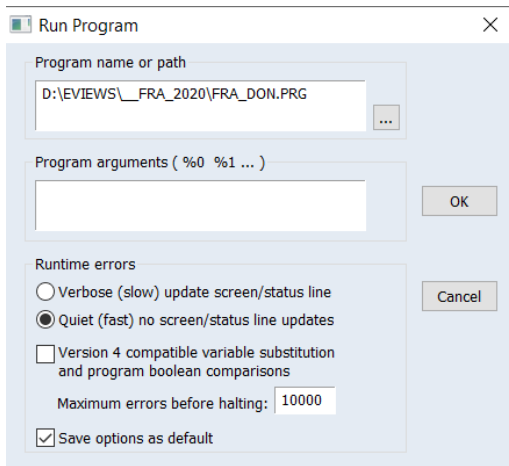 Run Program
Program name or path
D:\EVIEWS\__FRA_2020\FRA_DON.PRG
...
Program arguments ( %0 %1 ... )
OK
Runtime errors
Verbose (slow) update screen/status line
Cancel
Quiet (fast) no screen/status line updates
Version 4 compatible variable substitution
and program boolean comparisons
Maximum errors before halting: 10000
Save options as default